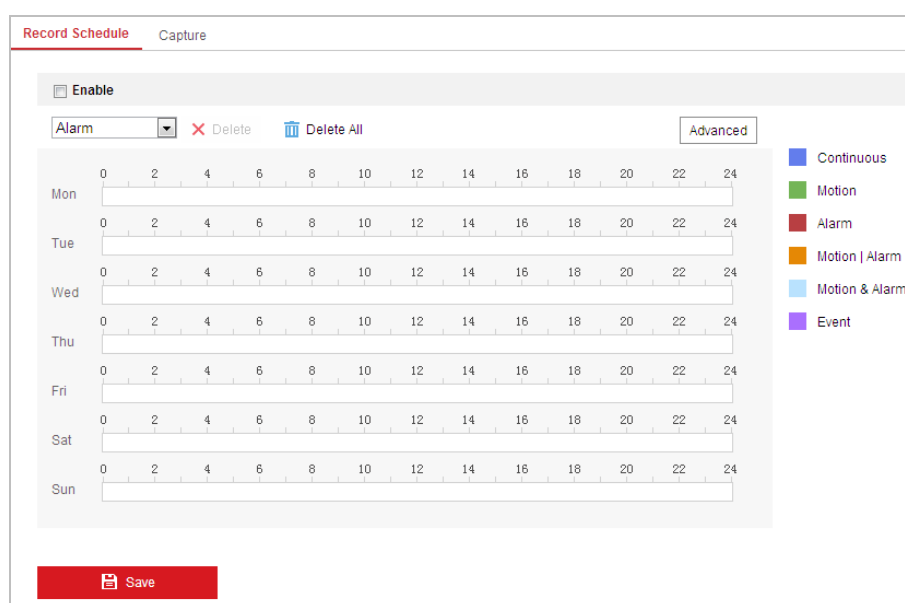 Record Schedule Capture
Enable
Alarm Delete Delete All Advanced
Continuous
0 2 4 6 8 10 12 14 16 18 20 22 24
Mon
Motion
0 2 4 6 8 10 12 14 16 18 20 22 24
Tue
Alarm
Motion | Alarm
0 2 4 6 8 10 12 14 16 18 20 22 24
Wed
Motion & Alarm
0 2 4 6 8 10 12 14 16 18 20 22 24
Thu
Event
0 2 4 6 8 10 12 14 16 18 20 22 24
Fri
0 2 4 6 8 10 12 14 16 18 20 22 24
Sat
0 2 4 6 8 10 12 14 16 18 20 22 24
Sun
Save